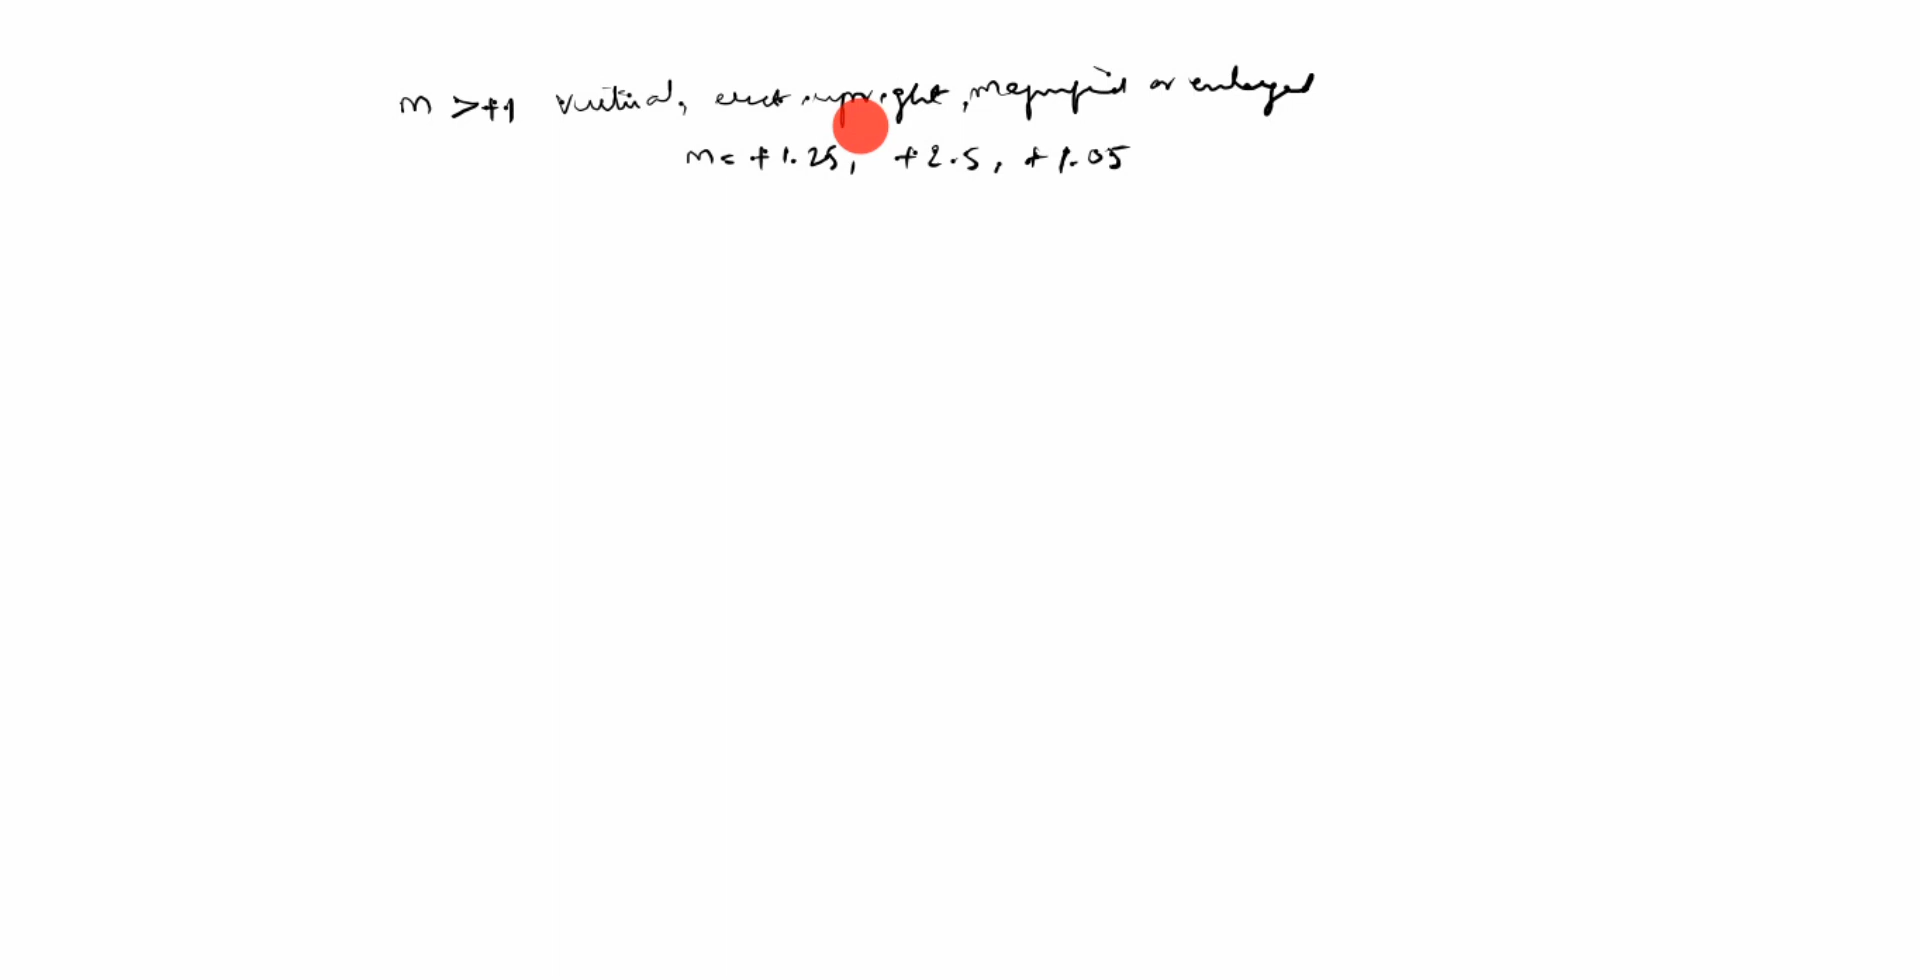 m > +1 virtual, erect, upright, magnified or enlarged
m = +1.25, +2.5, +1.05